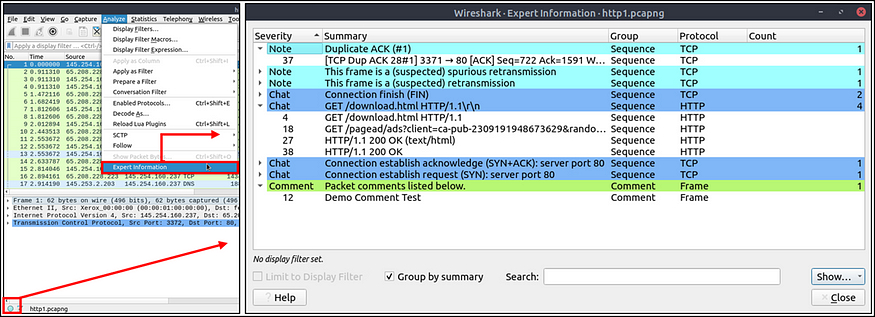 File Edit View Go Capture Analyze Statistics Telephony Wireless Too
Apply a display filter ... <Ctrl-/>
No. Time Source
1 0.000000 145.254.160
2 0.911310 65.208.228
3 0.911310 145.254.160
4 0.911310 145.254.160
5 1.472116 65.208.228
6 1.682419 65.208.228
7 1.812606 145.254.160
8 1.812606 65.208.228
9 2.012894 145.254.160
10 2.443513 65.208.228
11 2.553672 65.208.228
12 2.553672 145.254.160
13 2.553672 145.254.160
14 2.633787 65.208.228
15 2.814046 65.208.228
16 2.894161 65.208.228.223 145.254.160.237 TCP
17 2.914190 145.253.2.203 145.254.160.237 DNS
Display Filters...
Display Filter Macros...
Display Filter Expression...
Apply as Column Ctrl+Shift+I
Apply as Filter
Prepare a Filter
Conversation Filter
Enabled Protocols... Ctrl+Shift+E
Decode As...
Reload Lua Plugins Ctrl+Shift+L
SCTP
Follow
Show Packet Bytes... Ctrl+Shift+O
Expert Information
Frame 1: 62 bytes on wire (496 bits), 62 bytes captured (496
Ethernet II, Src: Xerox_00:00:00 (00:00:01:00:00:00), Dst: fe
Internet Protocol Version 4, Src: 145.254.160.237, Dst: 65.20
Transmission Control Protocol, Src Port: 3372, Dst Port: 80,
http1.pcapng
Wireshark · Expert Information · http1.pcapng
Severity Summary Group Protocol Count
Note Duplicate ACK (#1) Sequence TCP 1
37 [TCP Dup ACK 28#1] 3371 → 80 [ACK] Seq=722 Ack=1591 W... Sequence TCP
Note This frame is a (suspected) spurious retransmission Sequence TCP 1
Note This frame is a (suspected) retransmission Sequence TCP 1
Chat Connection finish (FIN) Sequence TCP 2
Chat GET /download.html HTTP/1.1\r\n Sequence HTTP 4
4 GET /download.html HTTP/1.1 Sequence HTTP
18 GET /pagead/ads?client=ca-pub-2309191948673629&rando... Sequence HTTP
27 HTTP/1.1 200 OK (text/html) Sequence HTTP
38 HTTP/1.1 200 OK Sequence HTTP
Chat Connection establish acknowledge (SYN+ACK): server port 80 Sequence TCP 1
Chat Connection establish request (SYN): server port 80 Sequence TCP 1
Comment Packet comments listed below. Comment Frame 1
12 Demo Comment Test Comment Frame
No display filter set.
Limit to Display Filter Group by summary Search: Show...
Help Close